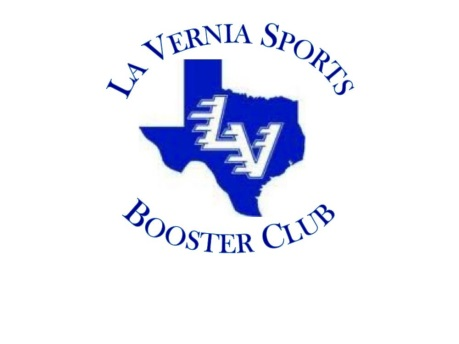 LA VERNIA SPORTS
LV
BOOSTER CLUB